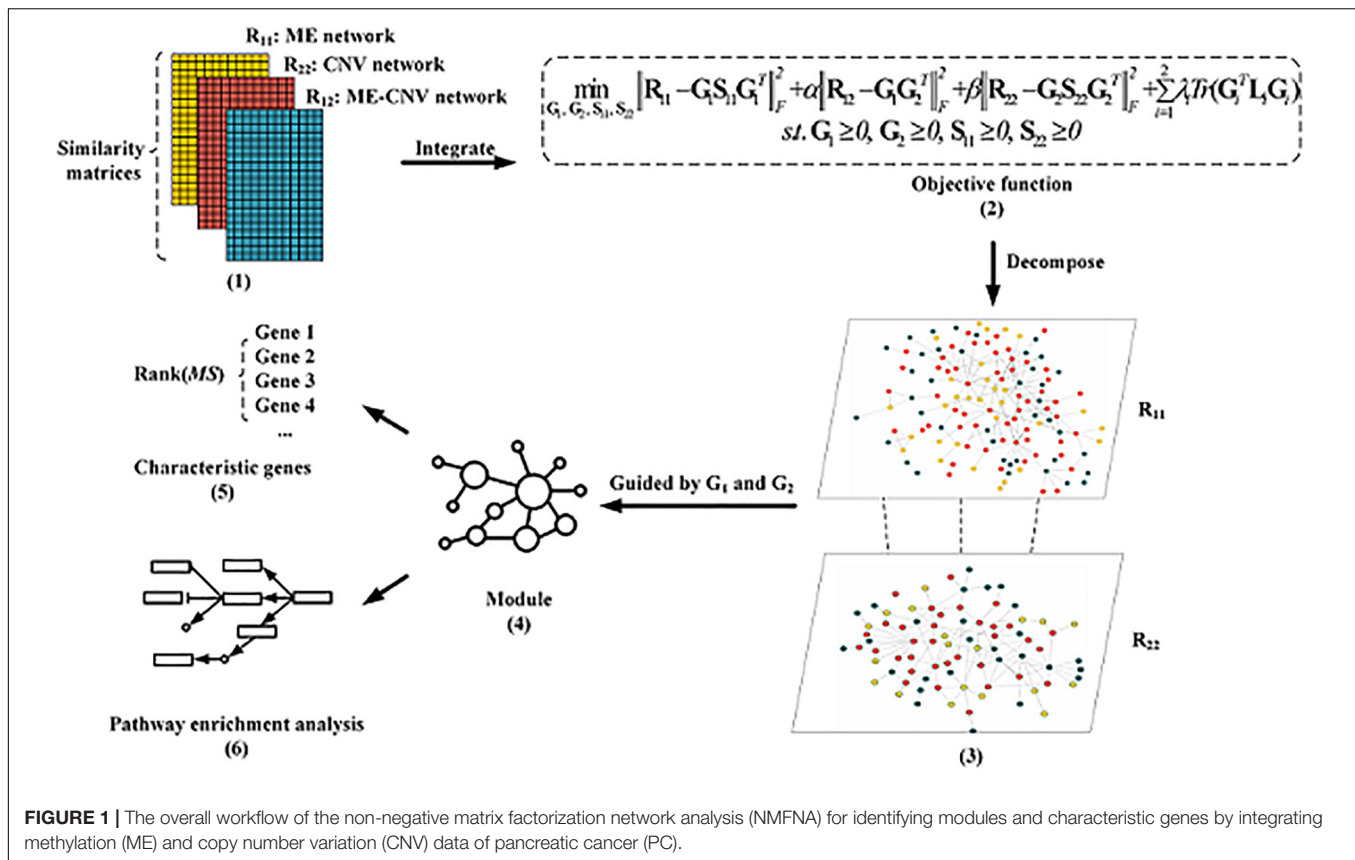 R₁₁: ME network
R₂₂: CNV network
R₁₂: ME-CNV network
Similarity
matrices
(1)
Integrate
min ‖R₁₁ −G₁S₁₁G₁ᵀ‖²_F +α‖R₁₂ −G₁G₂ᵀ‖²_F +β‖R₂₂ −G₂S₂₂G₂ᵀ‖²_F +∑λᵢTr(GᵢᵀLᵢGᵢ)
G₁, G₂, S₁₁, S₂₂
i=1
2
s.t. G₁ ≥0, G₂ ≥0, S₁₁ ≥0, S₂₂ ≥0
Objective function
(2)
Decompose
R₁₁
R₂₂
(3)
Guided by G₁ and G₂
Module
(4)
Rank(MS)
Gene 1
Gene 2
Gene 3
Gene 4
...
Characteristic genes
(5)
Pathway enrichment analysis
(6)
FIGURE 1 | The overall workflow of the non-negative matrix factorization network analysis (NMFNA) for identifying modules and characteristic genes by integrating
methylation (ME) and copy number variation (CNV) data of pancreatic cancer (PC).